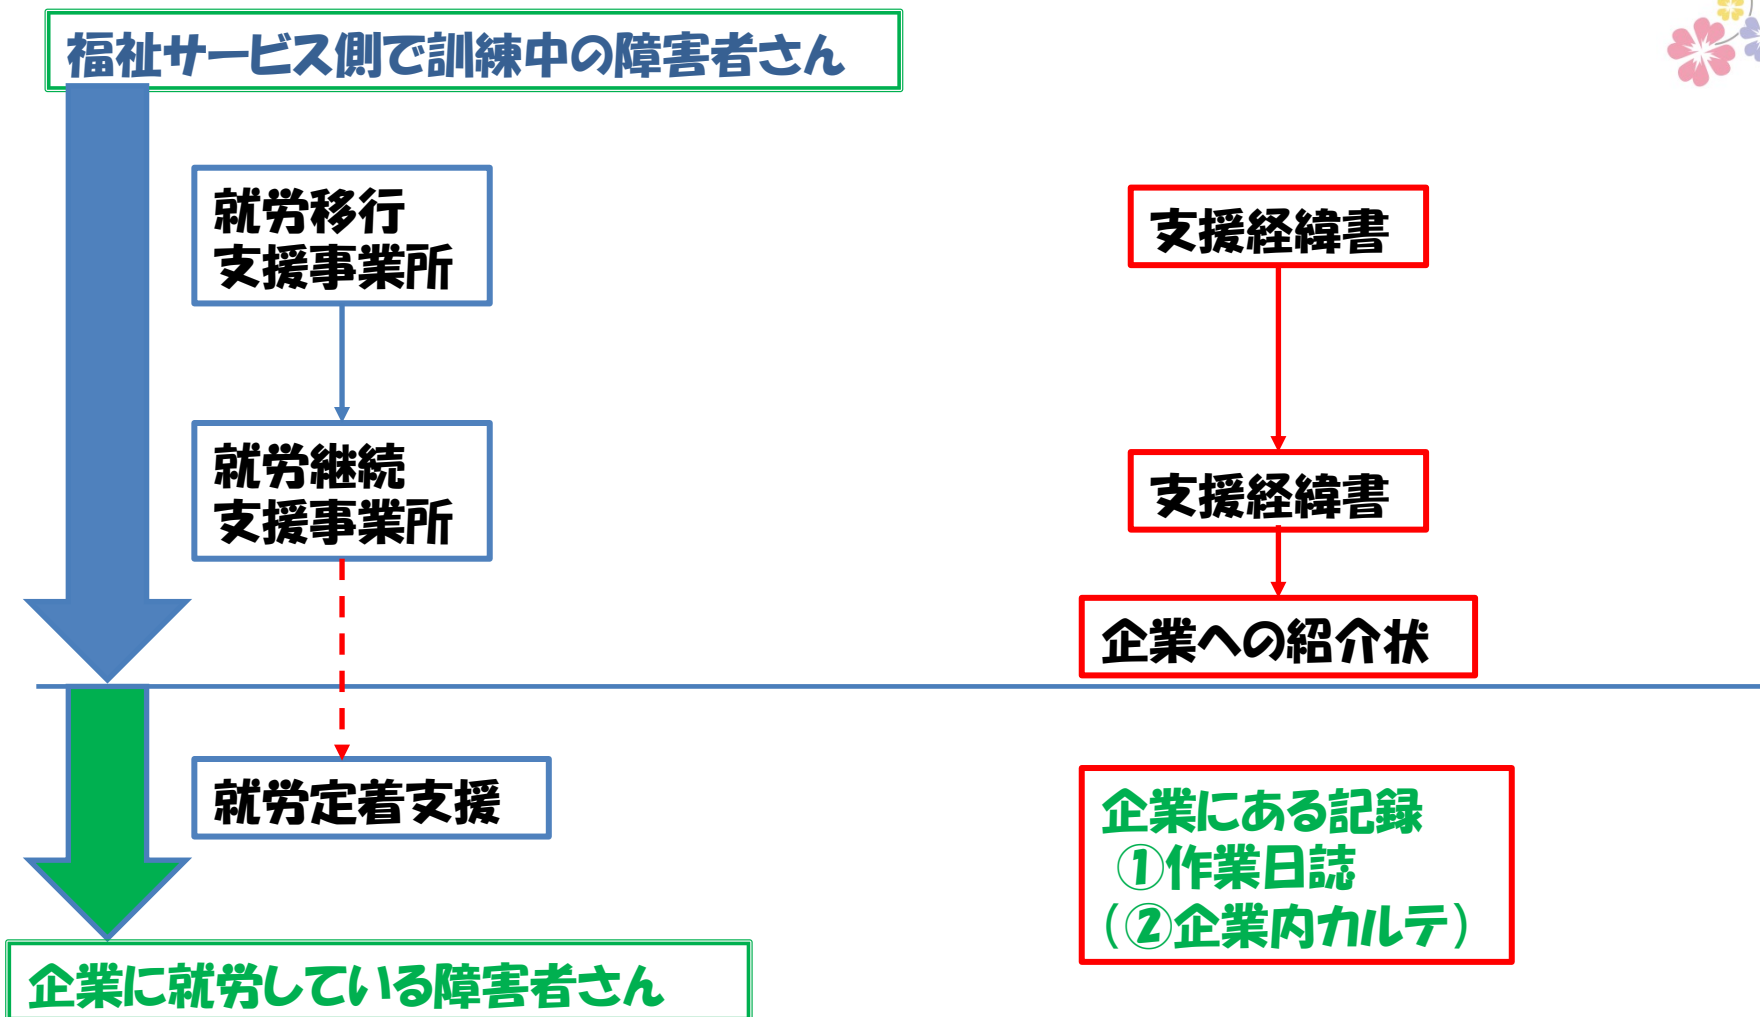 福祉サービス側で訓練中の障害者さん
就労移行
支援事業所
支援経緯書
就労継続
支援事業所
支援経緯書
企業への紹介状
就労定着支援
企業にある記録
①作業日誌
(②企業内カルテ)
企業に就労している障害者さん